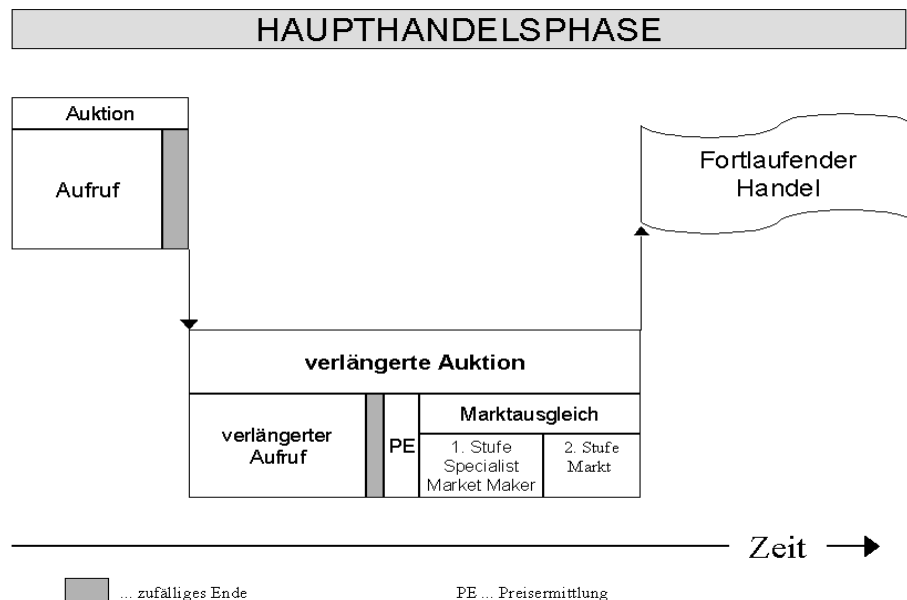 HAUPTHANDELSPHASE
Auktion
Aufruf
Fortlaufender
Handel
verlängerte Auktion
verlängerter
Aufruf
PE
Marktausgleich
1. Stufe
Specialist
Market Maker
2. Stufe
Markt
Zeit
... zufälliges Ende
PE ... Preisermittlung